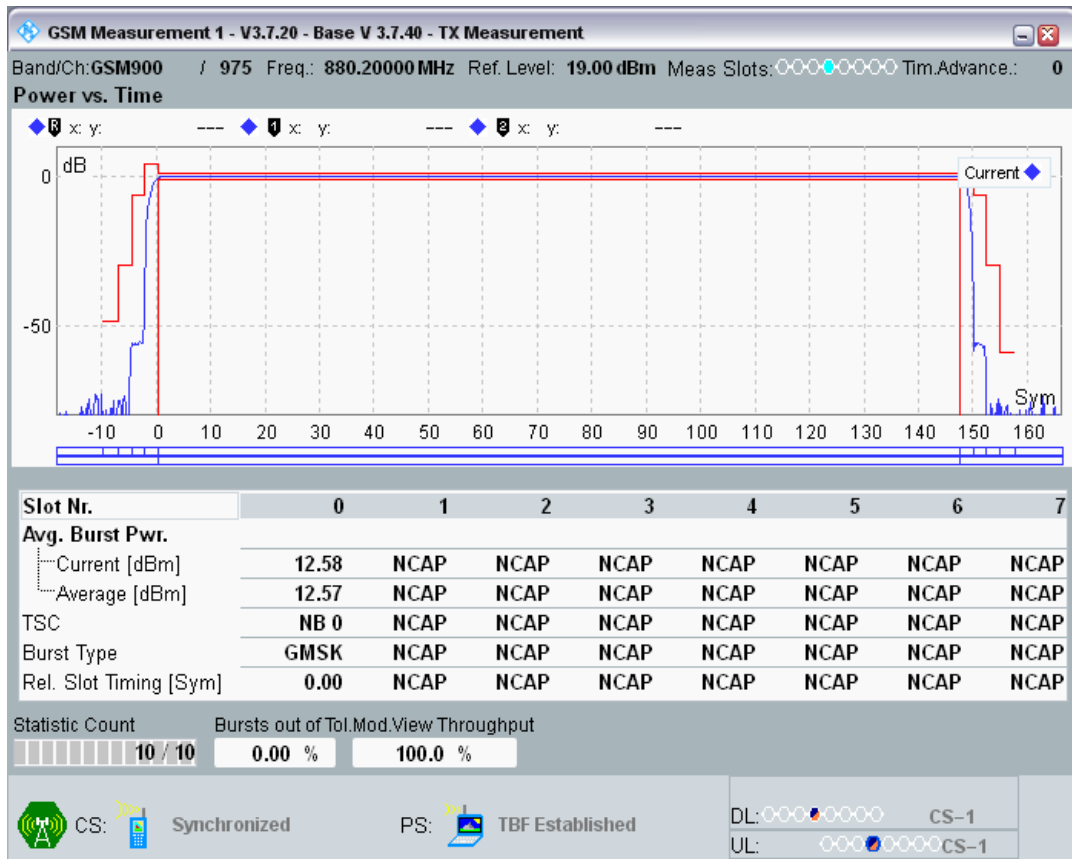 GSM Measurement 1 - V3.7.20 - Base V 3.7.40 - TX Measurement
Band/Ch:GSM900 / 975 Freq.: 880.20000 MHz Ref. Level: 19.00 dBm Meas Slots: Tim.Advance.: 0
Power vs. Time
R x: y: --- 1 x: y: --- 2 x: y: ---
dB
Current
0
-50
Sym
-10 0 10 20 30 40 50 60 70 80 90 100 110 120 130 140 150 160
Slot Nr. 0 1 2 3 4 5 6 7
Avg. Burst Pwr.
Current [dBm] 12.58 NCAP NCAP NCAP NCAP NCAP NCAP NCAP
Average [dBm] 12.57 NCAP NCAP NCAP NCAP NCAP NCAP NCAP
TSC NB 0 NCAP NCAP NCAP NCAP NCAP NCAP NCAP
Burst Type GMSK NCAP NCAP NCAP NCAP NCAP NCAP NCAP
Rel. Slot Timing [Sym] 0.00 NCAP NCAP NCAP NCAP NCAP NCAP NCAP
Statistic Count Bursts out of Tol. Mod.View Throughput
10 / 10 0.00 % 100.0 %
CS: Synchronized PS: TBF Established
DL: CS-1
UL: CS-1